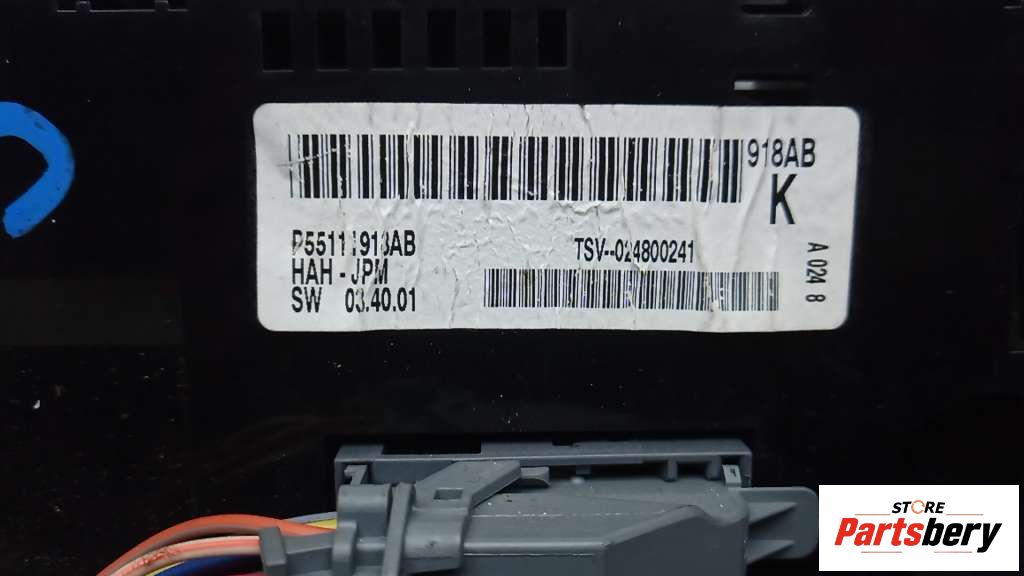 918AB
K
P55111918AB
HAH - JPM
SW 03.40.01
TSV--024800241
A 024 8
STORE
Partsbery